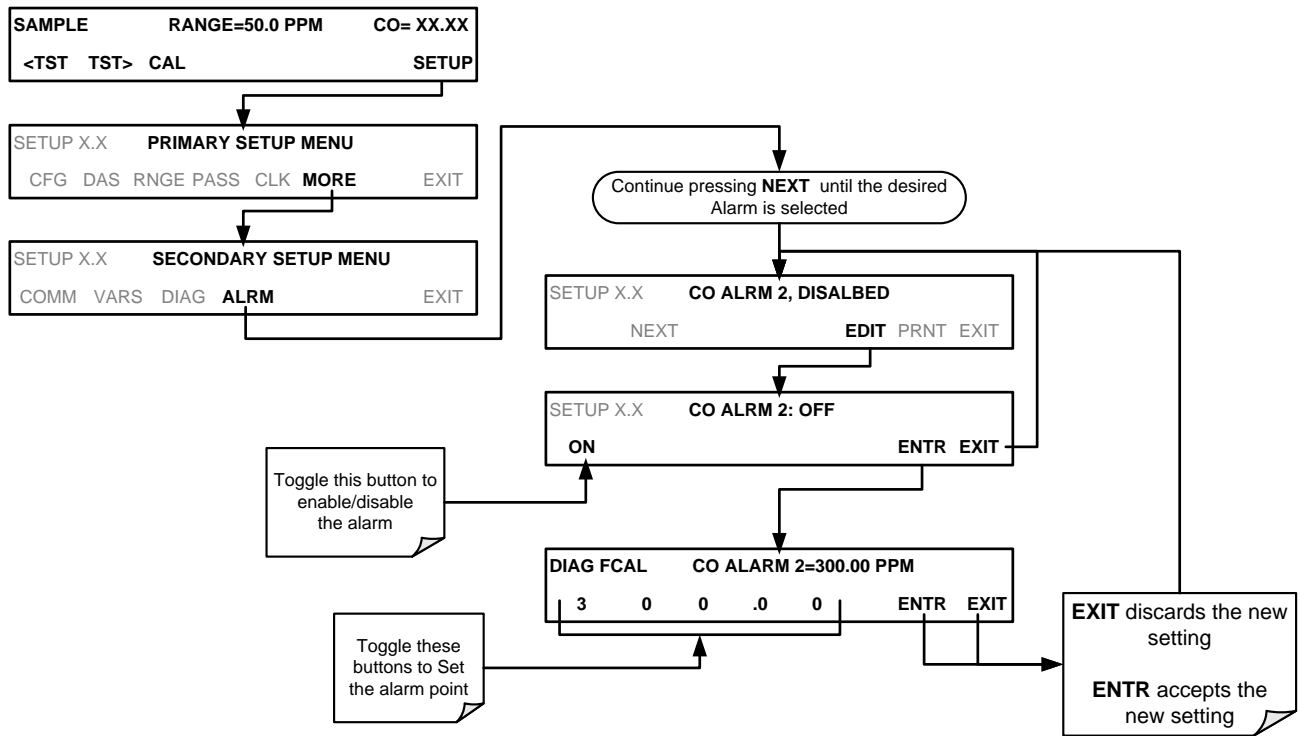 SAMPLE RANGE=50.0 PPM CO= XX.XX
<TST TST> CAL SETUP
SETUP X.X PRIMARY SETUP MENU
CFG DAS RNGE PASS CLK MORE EXIT
SETUP X.X SECONDARY SETUP MENU
COMM VARS DIAG ALRM EXIT
Continue pressing NEXT until the desired
Alarm is selected
SETUP X.X CO ALRM 2, DISALBED
NEXT EDIT PRNT EXIT
SETUP X.X CO ALRM 2: OFF
ON ENTR EXIT
Toggle this button to
enable/disable
the alarm
DIAG FCAL CO ALARM 2=300.00 PPM
3 0 0 .0 0 ENTR EXIT
Toggle these
buttons to Set
the alarm point
EXIT discards the new
setting
ENTR accepts the
new setting